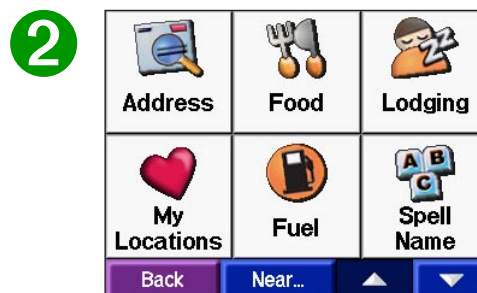 2
Address Food Lodging
A B C
My Locations
Fuel
Spell Name
Back Near...